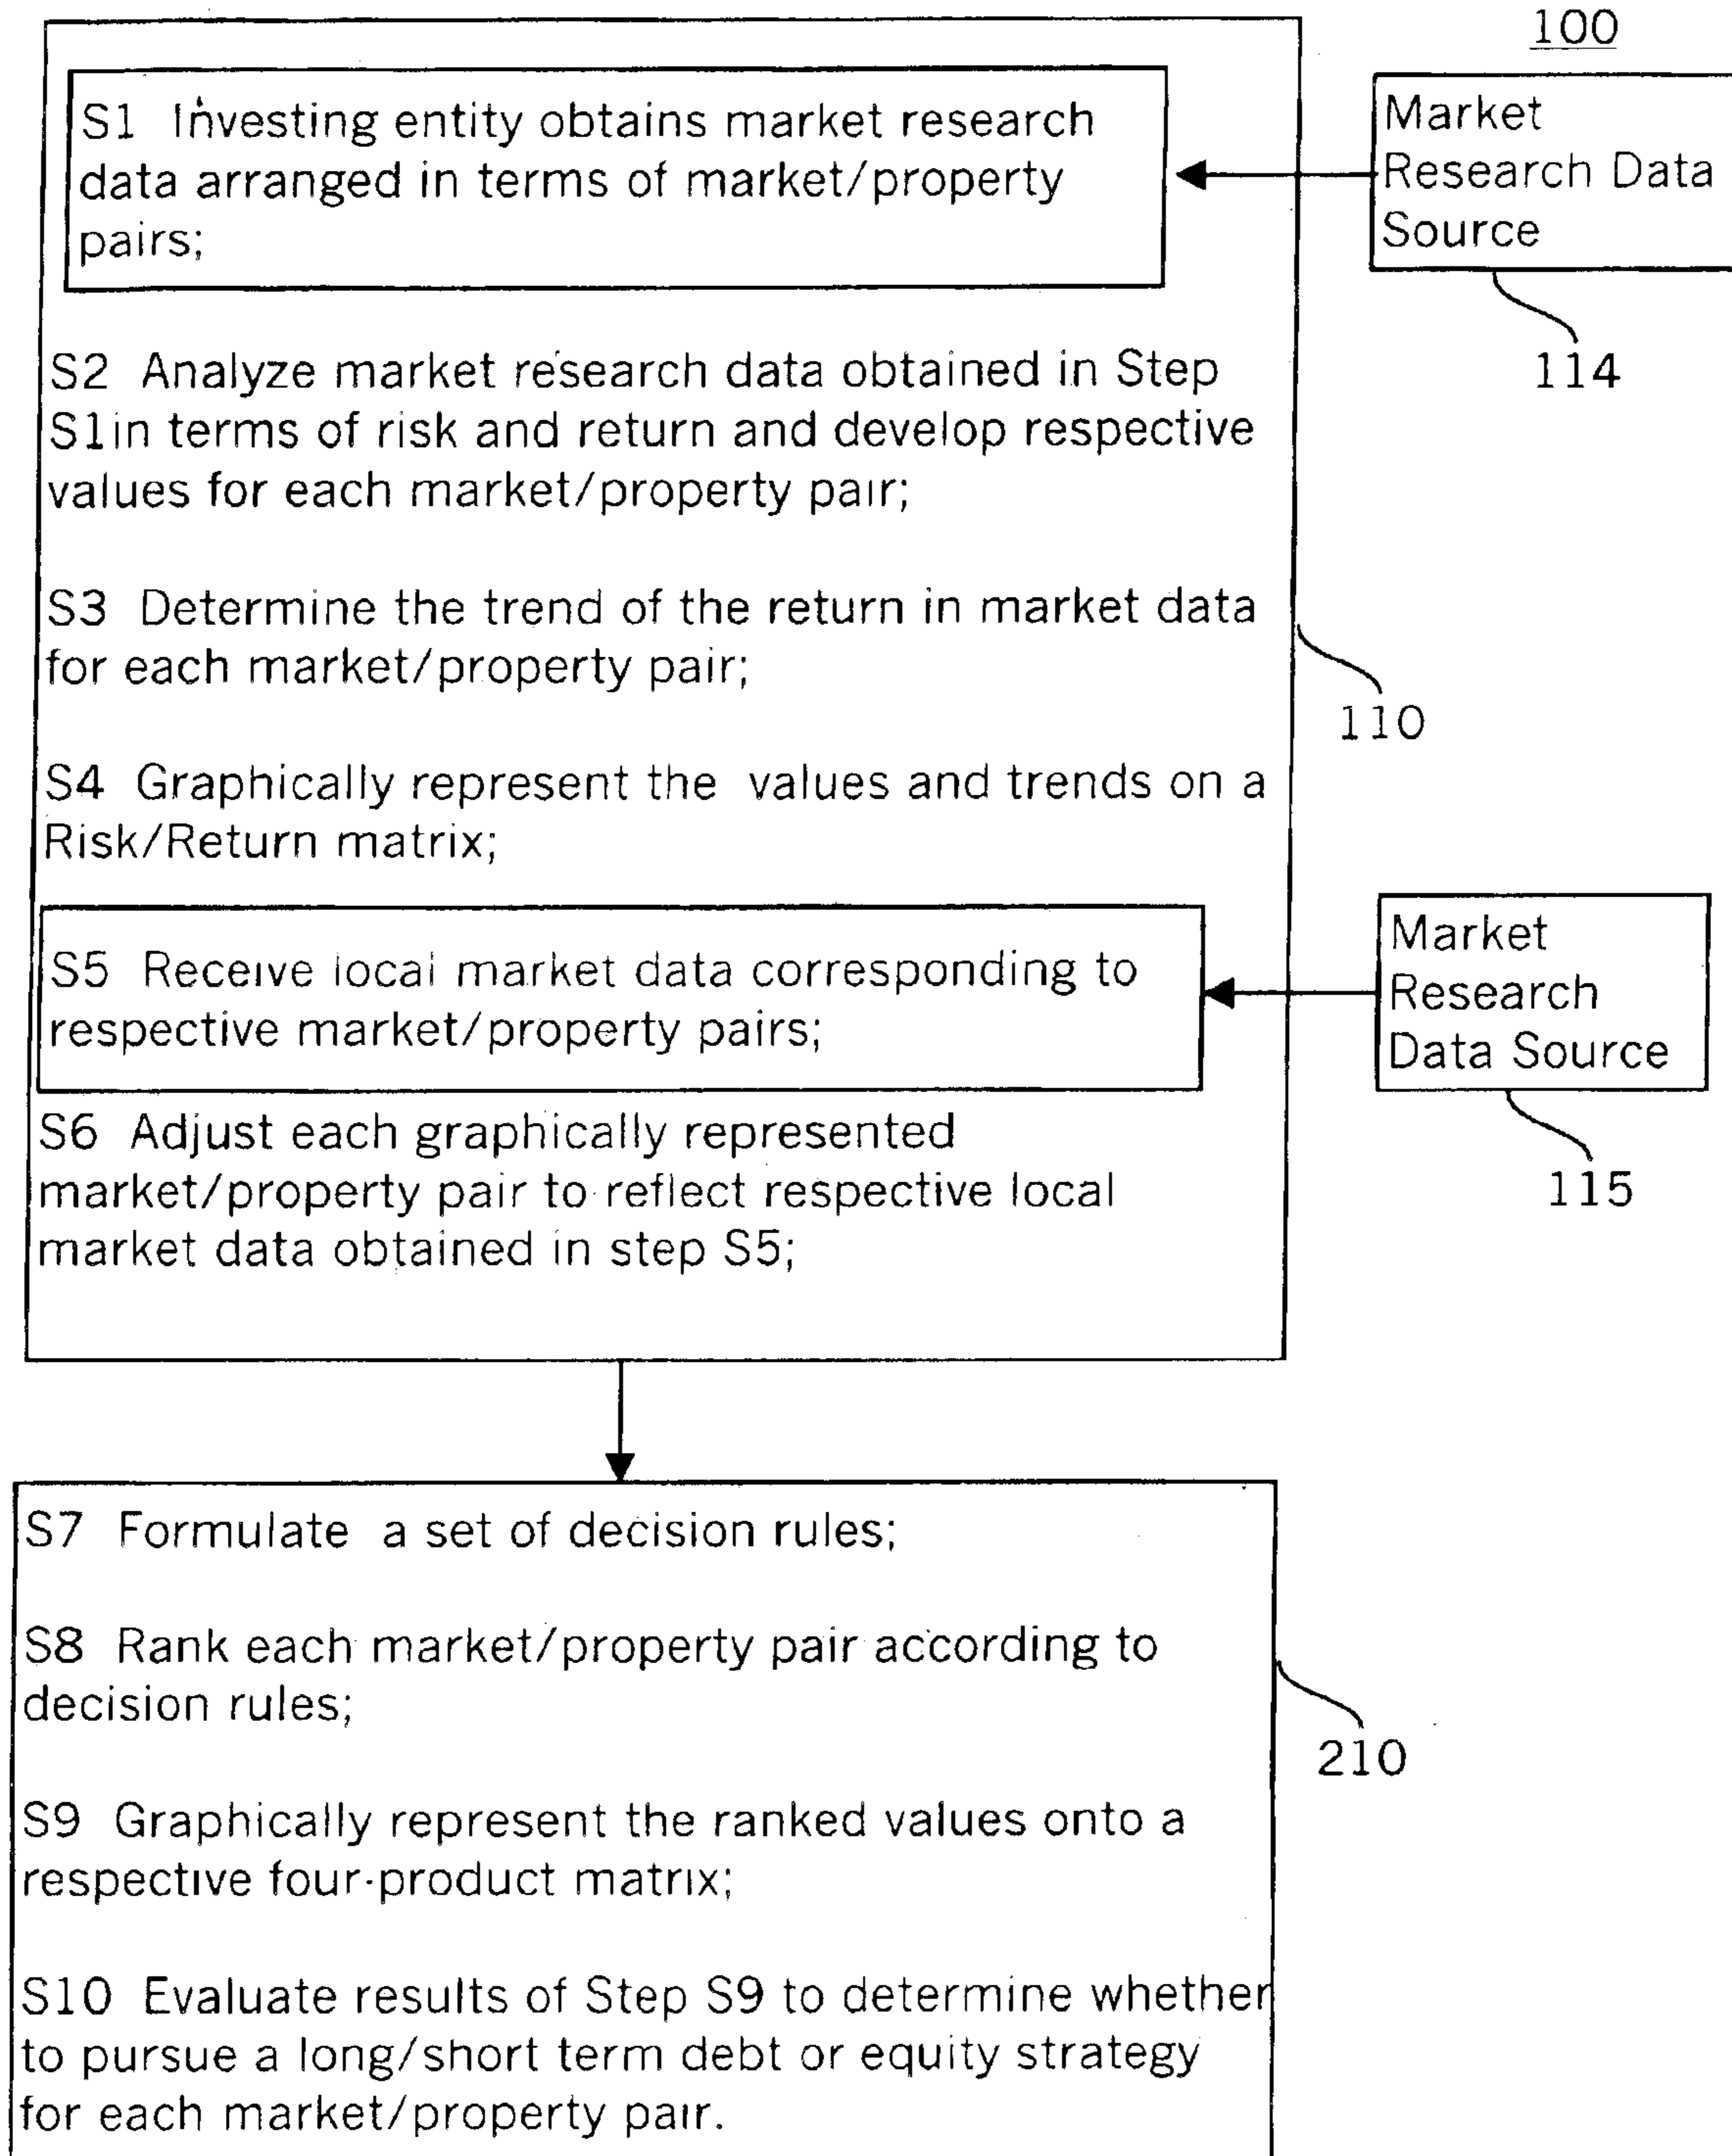 100
S1 Investing entity obtains market research
data arranged in terms of market/property
pairs;
Market
Research Data
Source
114
S2 Analyze market research data obtained in Step
S1in terms of risk and return and develop respective
values for each market/property pair;
S3 Determine the trend of the return in market data
for each market/property pair;
110
S4 Graphically represent the values and trends on a
Risk/Return matrix;
S5 Receive local market data corresponding to
respective market/property pairs;
Market
Research
Data Source
115
S6 Adjust each graphically represented
market/property pair to reflect respective local
market data obtained in step S5;
S7 Formulate a set of decision rules;
S8 Rank each market/property pair according to
decision rules;
210
S9 Graphically represent the ranked values onto a
respective four-product matrix;
S10 Evaluate results of Step S9 to determine whether
to pursue a long/short term debt or equity strategy
for each market/property pair.